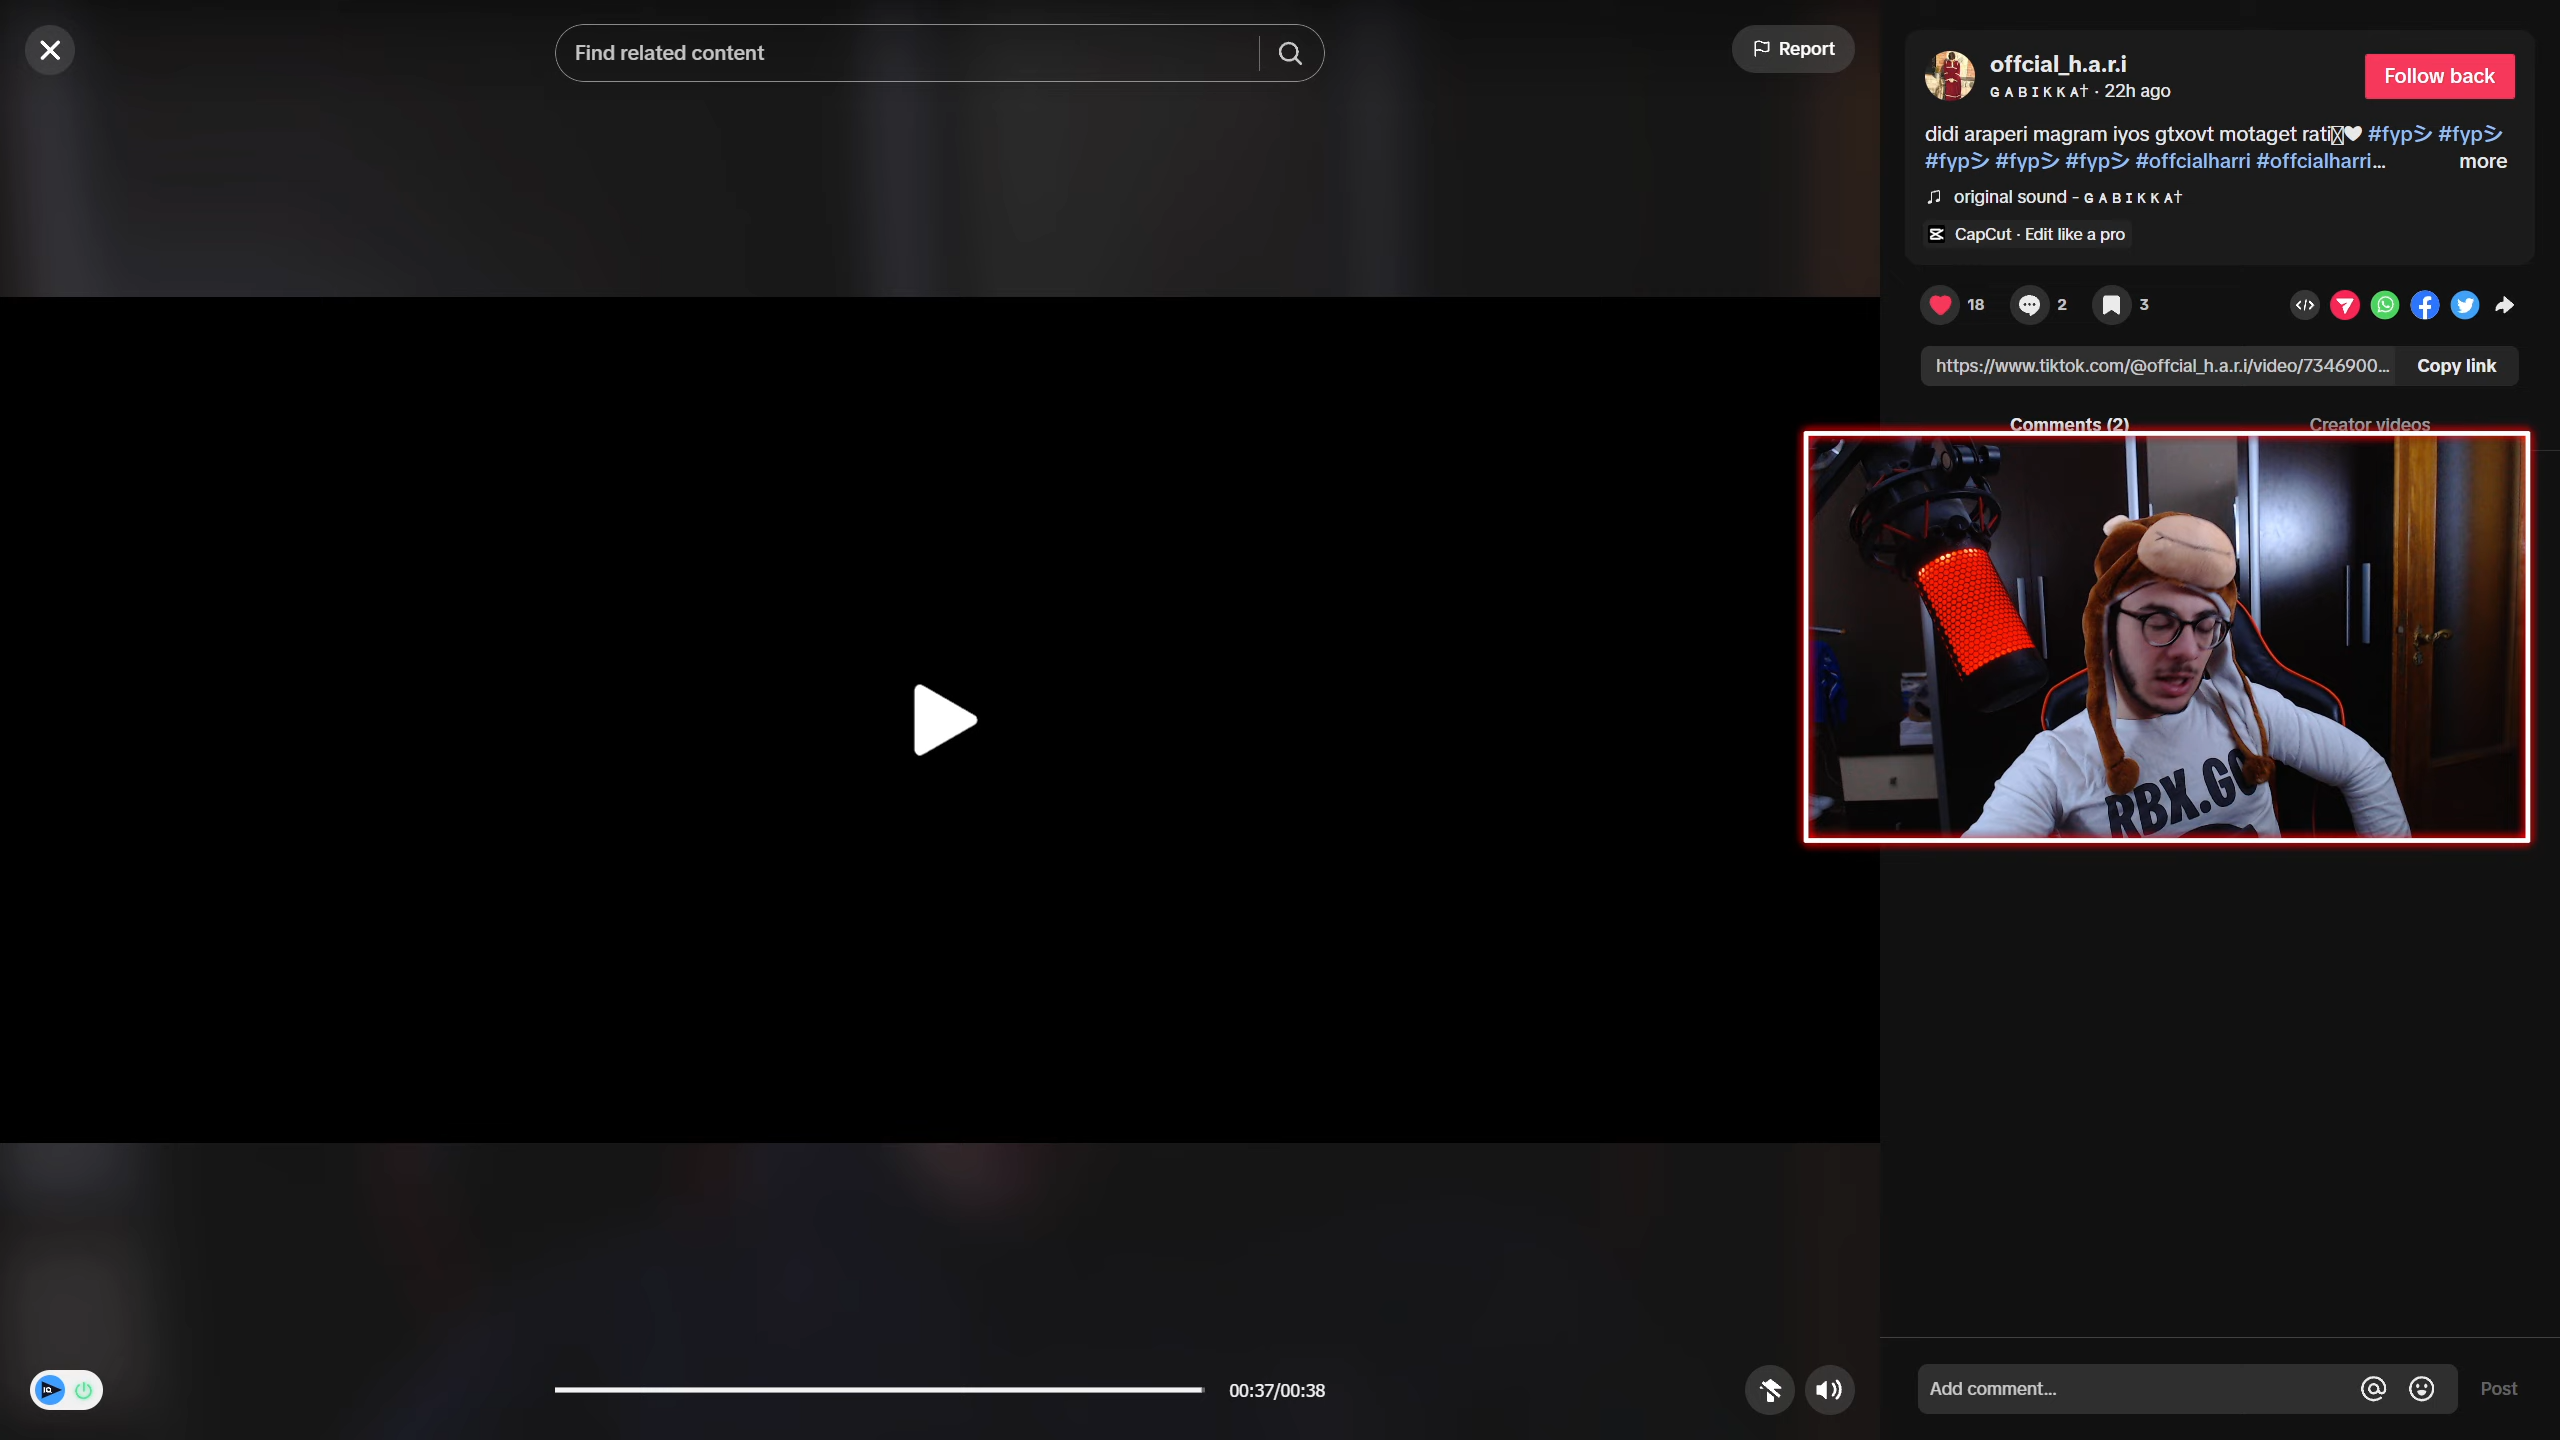 Find related content
Report
offcial_h.a.r.i
ɢ ᴀ ʙ ɪ ᴋ ᴋ ᴀ† · 22h ago
Follow back
didi araperi magram iyos gtxovt motaget rati🤍 #fypシ #fypシ
#fypシ #fypシ #fypシ #offcialharri #offcialharri... more
original sound - ɢ ᴀ ʙ ɪ ᴋ ᴋ ᴀ†
CapCut · Edit like a pro
18 2 3
https://www.tiktok.com/@offcial_h.a.r.i/video/7346900... Copy link
Comments (2) Creator videos
RBX.GG
00:37/00:38
Add comment...
Post